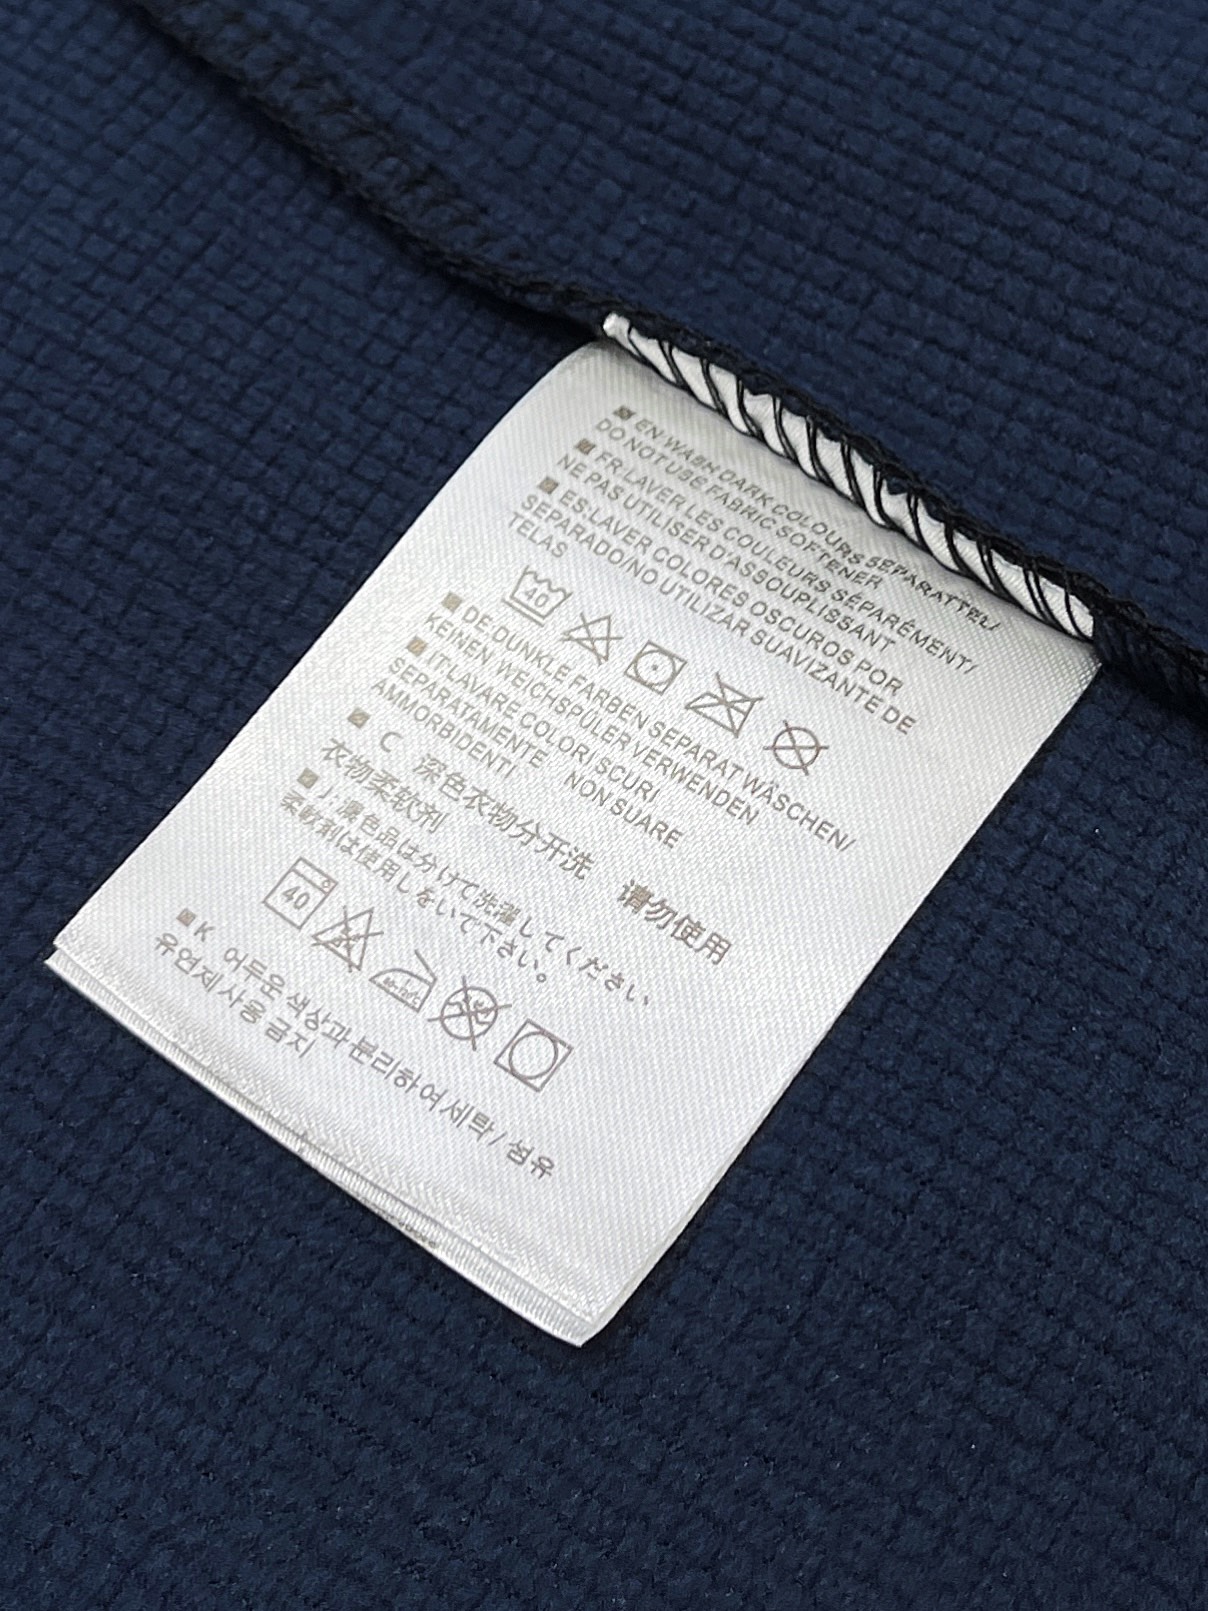 EN:WASH DARK COLOURS SEPARATTEL/
DO NOT USE FABRIC SOFTENER
FR:LAVER LES COULEURS SÉPARÉMENT/
NE PAS UTILISER D'ASSOUPLISSANT
ES:LAVER COLORES OSCUROS POR
SEPARADO/NO UTILIZAR SUAVIZANTE DE
TELAS
40
DE:DUNKLE FARBEN SEPARAT WÄSCHEN/
KEINEN WEICHSPÜLER VERWENDEN
IT:LAVARE COLORI SCURI
SEPARATAMENTE NON SUARE
AMMORBIDENTI
C 深色衣物分开洗 请勿使用
衣物柔软剂
J:濃色品は分けて洗濯してください
柔軟剤は使用しをいで下さい。
40
K 어두운 색상과 분리하여 세탁/ 섬유
유연제 사용 금지